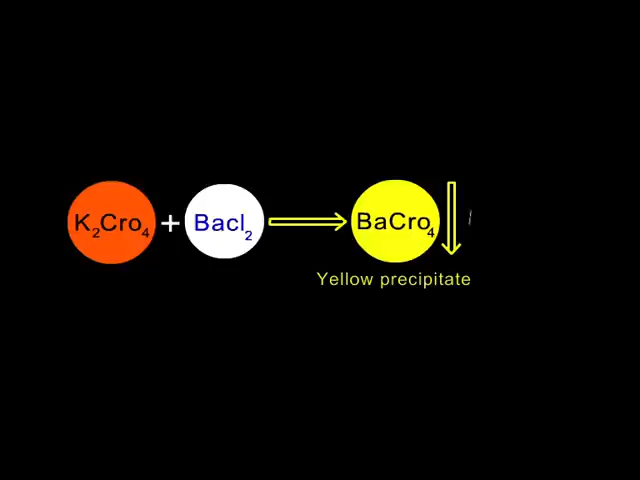 K₂Cro₄ + Bacl₂ ⟹ BaCro₄ ⇓
Yellow precipitate